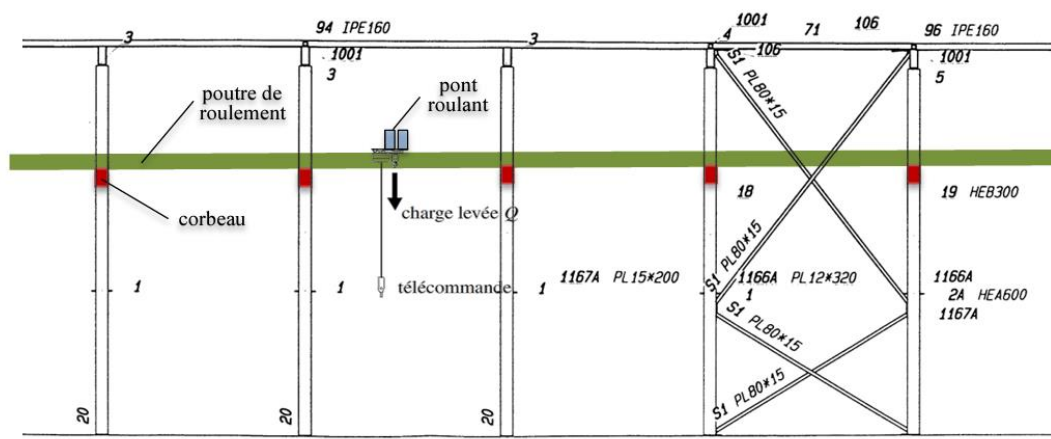 3
94 IPE160
1001
3
3
1001
4
106
71
106
96 IPE160
1001
5
S1 PL80*15
poutre de
roulement
pont
roulant
corbeau
charge levée Q
18
19 HEB300
S1 PL80*15
1
1
télécommande
1
1167A PL15*200
1166A PL12*320
1
1166A
2A HEA600
1167A
S1 PL80*15
S1 PL80*15
20
20
20